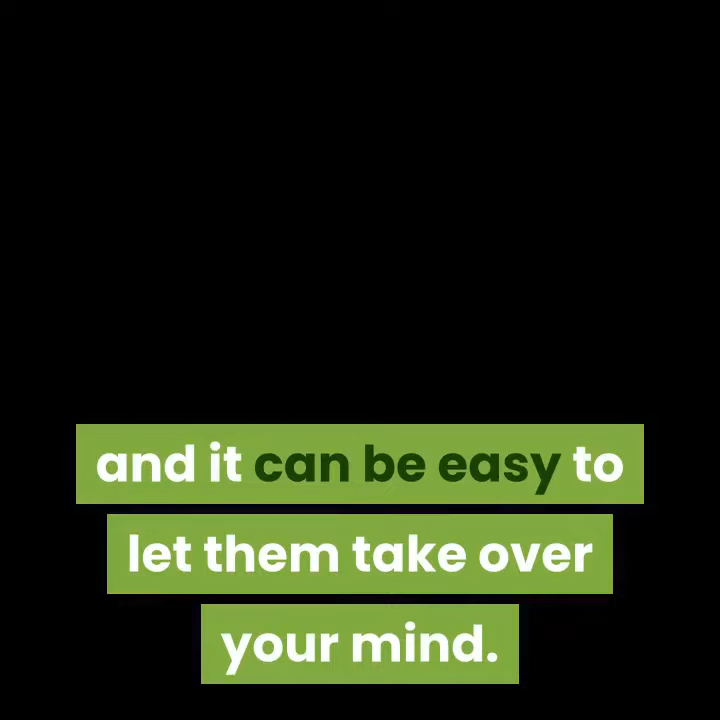 and it can be easy to
let them take over
your mind.